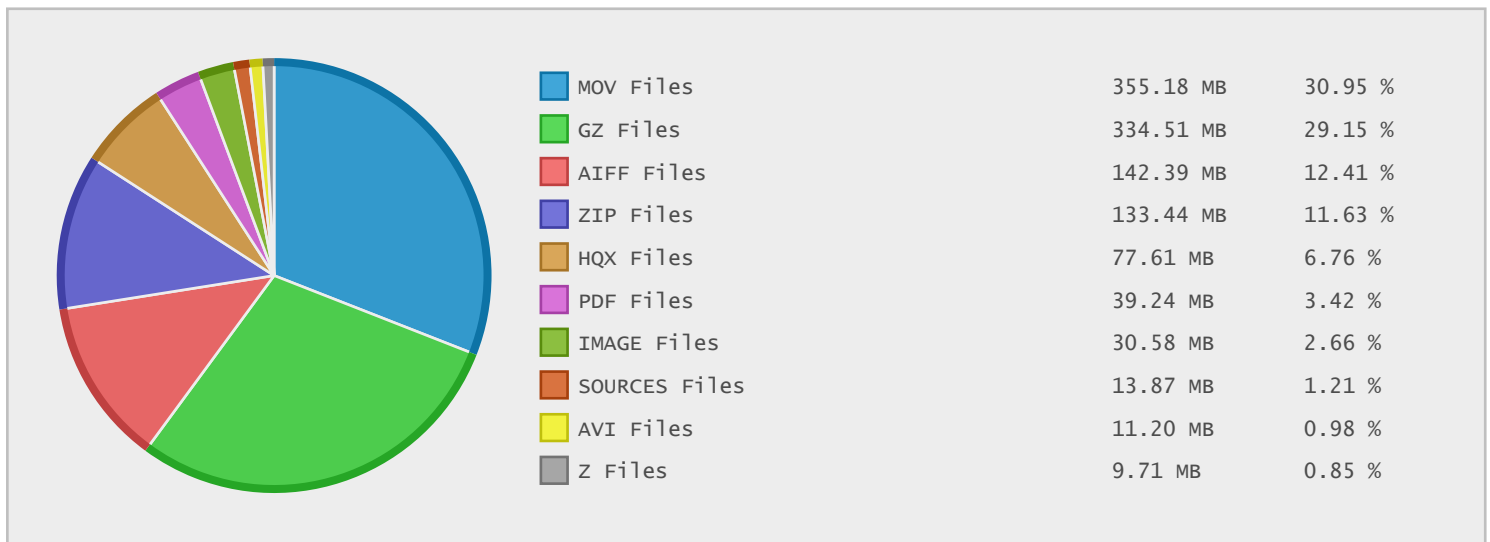 MOV Files 355.18 MB 30.95 %
GZ Files 334.51 MB 29.15 %
AIFF Files 142.39 MB 12.41 %
ZIP Files 133.44 MB 11.63 %
HQX Files 77.61 MB 6.76 %
PDF Files 39.24 MB 3.42 %
IMAGE Files 30.58 MB 2.66 %
SOURCES Files 13.87 MB 1.21 %
AVI Files 11.20 MB 0.98 %
Z Files 9.71 MB 0.85 %